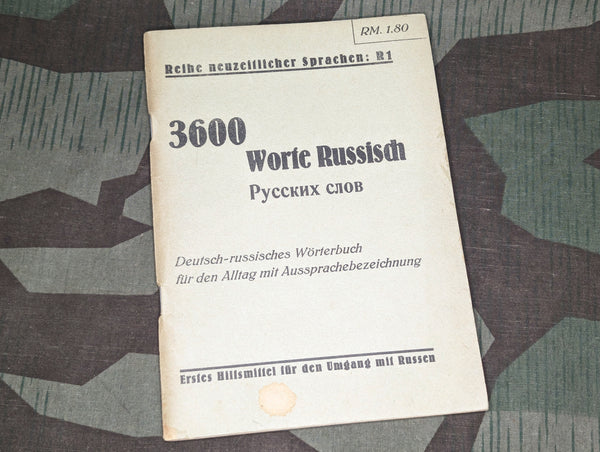 RM. 1.80
Reihe neuzeitlicher Sprachen: R1
3600
Worte Russisch
Русских слов
Deutsch-russisches Wörterbuch
für den Alltag mit Aussprachebezeichnung
Erstes Hilfsmittel für den Umgang mit Russen